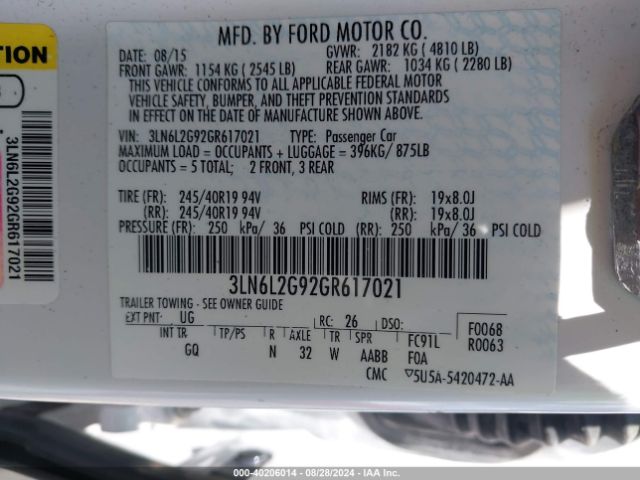 MFD. BY FORD MOTOR CO.
DATE: 08/15 GVWR: 2182 KG ( 4810 LB)
FRONT GAWR: 1154 KG ( 2545 LB) REAR GAWR: 1034 KG ( 2280 LB)
THIS VEHICLE CONFORMS TO ALL APPLICABLE FEDERAL MOTOR
VEHICLE SAFETY, BUMPER, AND THEFT PREVENTION STANDARDS
IN EFFECT ON THE DATE OF MANUFACTURE SHOWN ABOVE.
VIN: 3LN6L2G92GR617021 TYPE: Passenger Car
MAXIMUM LOAD = OCCUPANTS + LUGGAGE = 396KG/ 875LB
OCCUPANTS = 5 TOTAL; 2 FRONT, 3 REAR
TIRE (FR): 245/40R19 94V RIMS (FR): 19x8.0J
(RR): 245/40R19 94V (RR): 19x8.0J
PRESSURE (FR): 250 kPa/ 36 PSI COLD (RR): 250 kPa/ 36 PSI COLD
3LN6L2G92GR617021
TRAILER TOWING - SEE OWNER GUIDE
EXT PNT: UG RC: 26 DSO: F0068
INT TR TP/PS R AXLE TR SPR FC91L R0063
GQ N 32 W AABB F0A
CMC ▽5U5A-5420472-AA
TION
3LN6L2G92GR617021
000-40206014 - 08/28/2024 - IAA Inc.